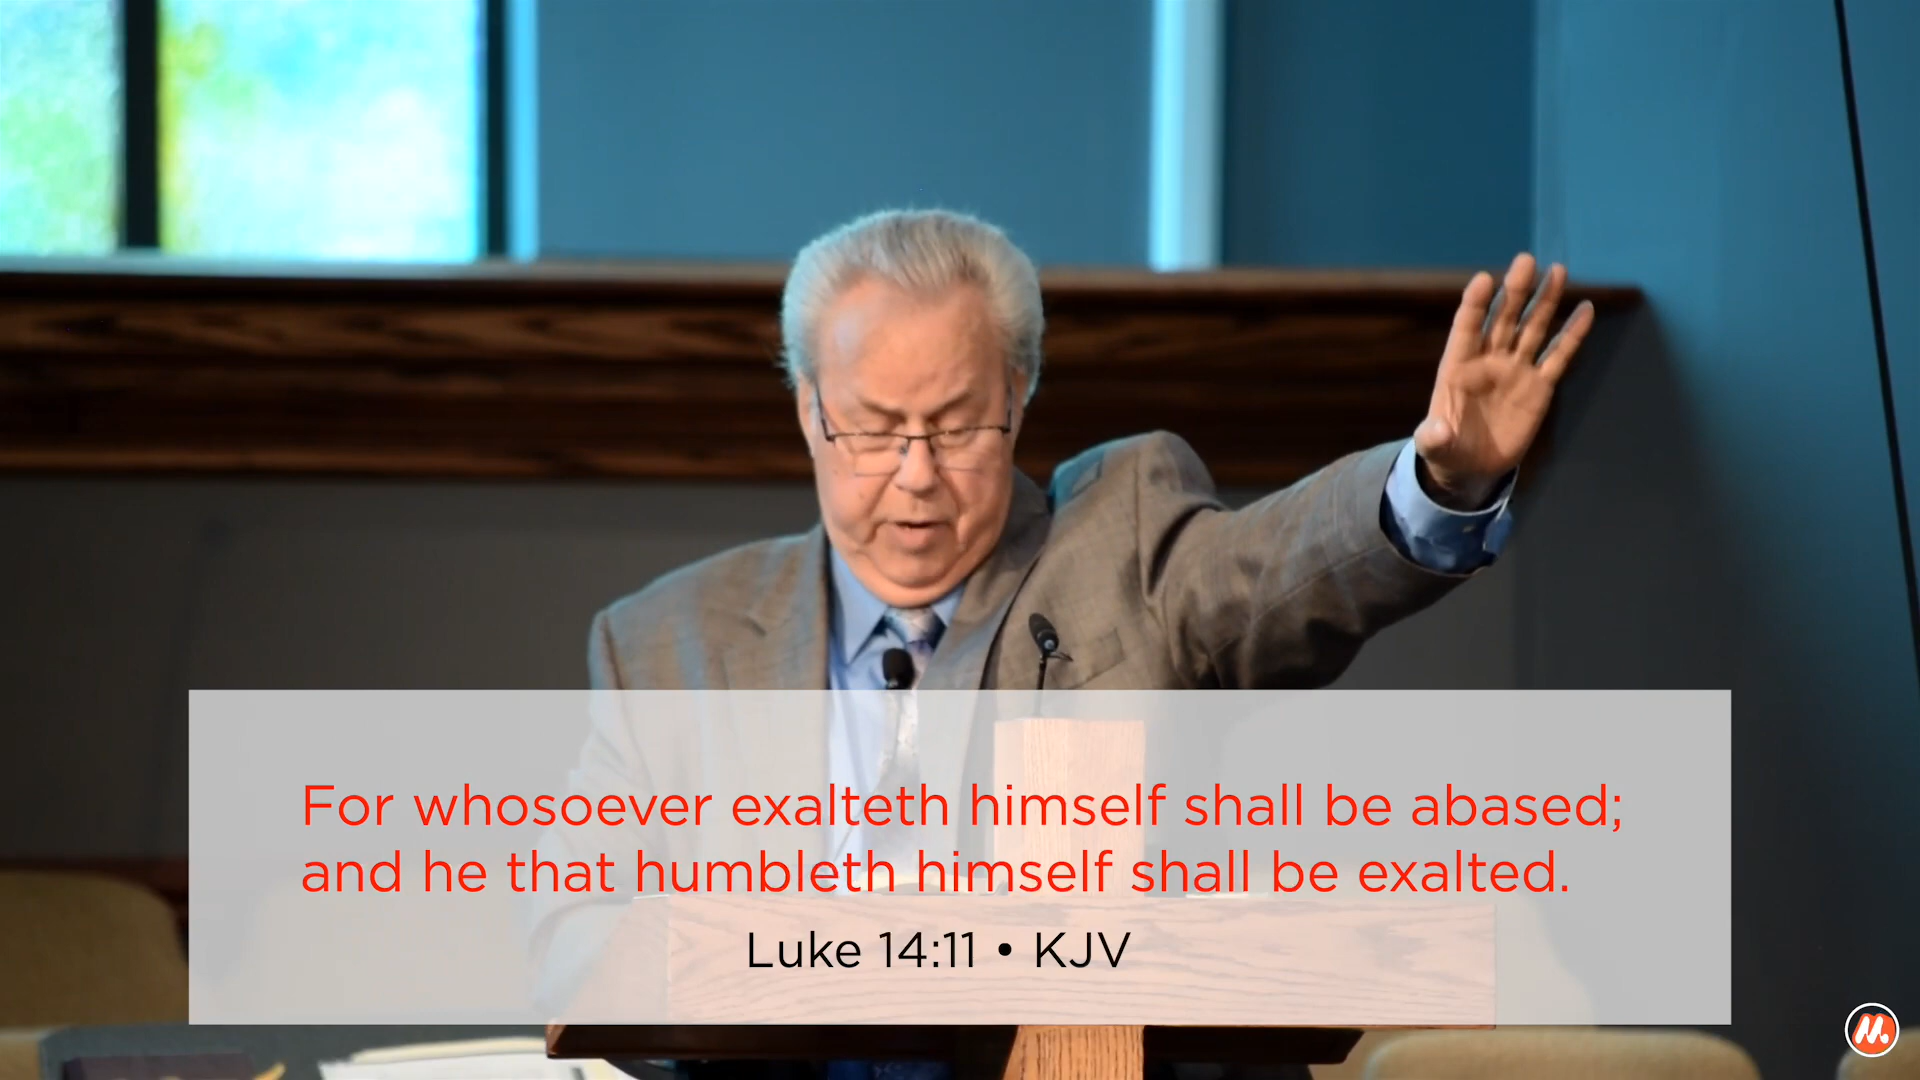 For whosoever exalteth himself shall be abased;
and he that humbleth himself shall be exalted.
Luke 14:11 • KJV
M